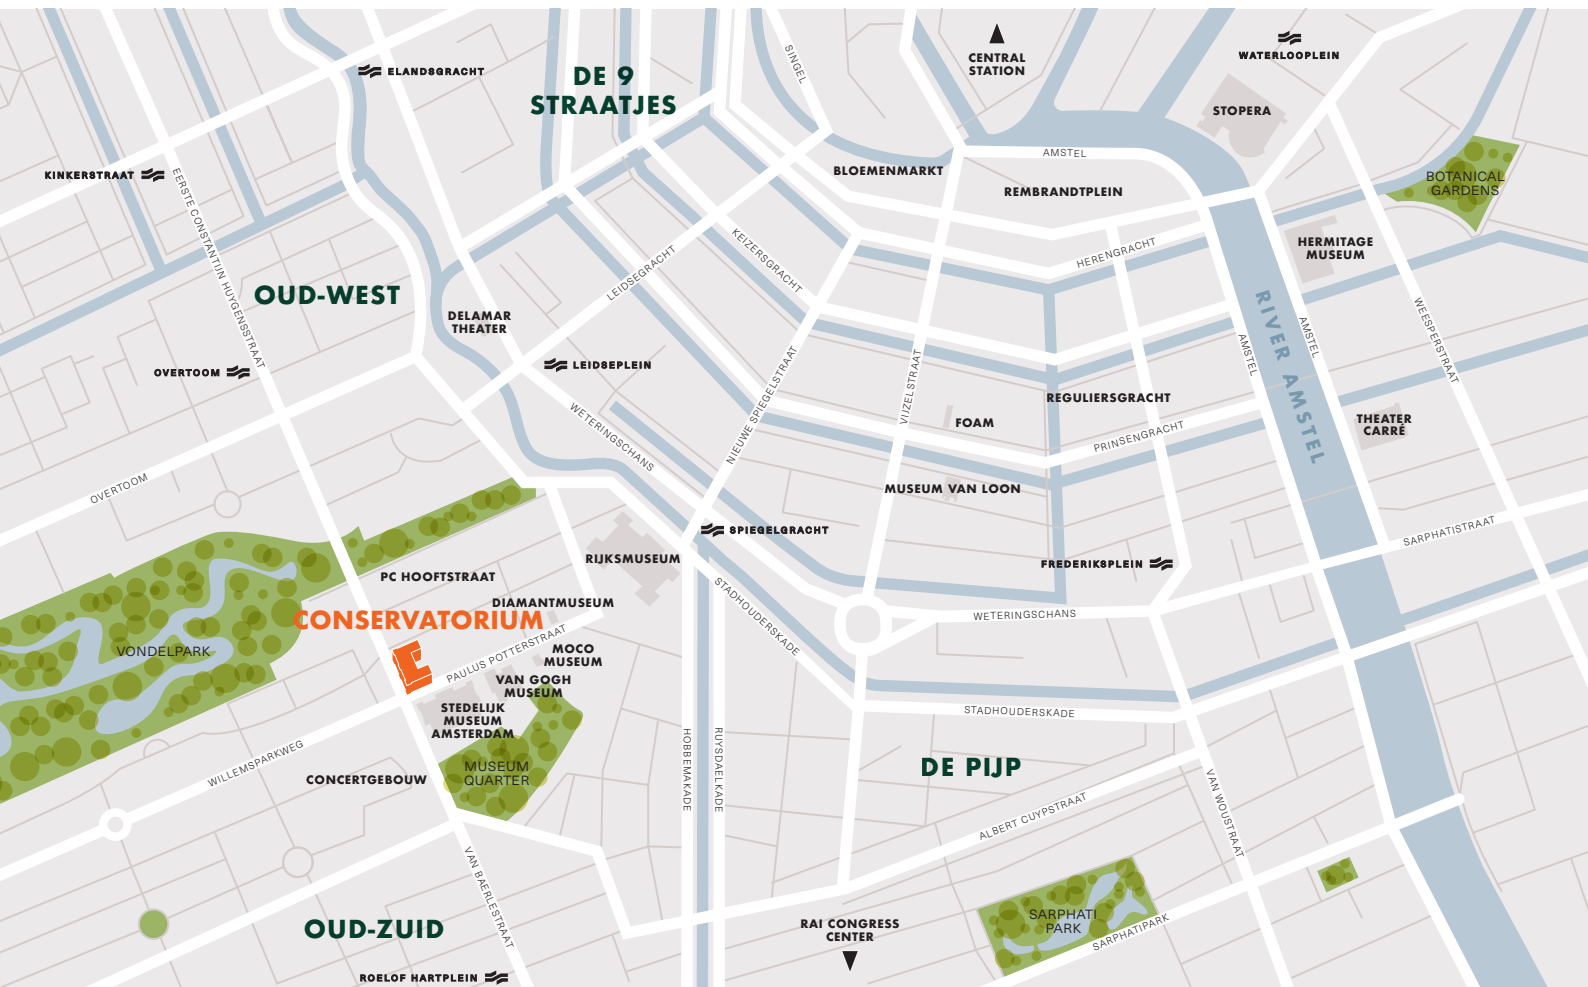 CENTRAL
STATION
WATERLOOPLEIN
ELANDSGRACHT
DE 9
STRAATJES
SINGEL
STOPERA
KINKERSTRAAT
EERSTE CONSTANTIJN HUYGENSSTRAAT
BLOEMENMARKT
AMSTEL
REMBRANDTPLEIN
BOTANICAL
GARDENS
HERMITAGE
MUSEUM
KEIZERSGRACHT
HERENGRACHT
LEIDSEGRACHT
OUD-WEST
DELAMAR
THEATER
RIVER AMSTEL
AMSTEL
AMSTEL
WEESPERSTRAAT
OVERTOOM
LEIDSEPLEIN
VIJZELSTRAAT
NIEUWE SPIEGELSTRAAT
REGULIERSGRACHT
FOAM
PRINSENGRACHT
THEATER
CARRÉ
WETERINGSCHANS
OVERTOOM
MUSEUM VAN LOON
SPIEGELGRACHT
SARPHATISTRAAT
RIJKSMUSEUM
FREDERIKSPLEIN
PC HOOFTSTRAAT
DIAMANTMUSEUM
CONSERVATORIUM
WETERINGSCHANS
STADHOUDERSKADE
PAULUS POTTERSTRAAT
VONDELPARK
MOCO
MUSEUM
VAN GOGH
MUSEUM
STEDELIJK
MUSEUM
AMSTERDAM
STADHOUDERSKADE
WILLEMSPARKWEG
CONCERTGEBOUW
MUSEUM
QUARTER
HOBBEMAKADE
RUYSDAELKADE
DE PIJP
ALBERT CUYPSTRAAT
VAN WOUSTRAAT
VAN BAERLESTRAAT
OUD-ZUID
RAI CONGRESS
CENTER
SARPHATI
PARK
SARPHATIPARK
ROELOF HARTPLEIN